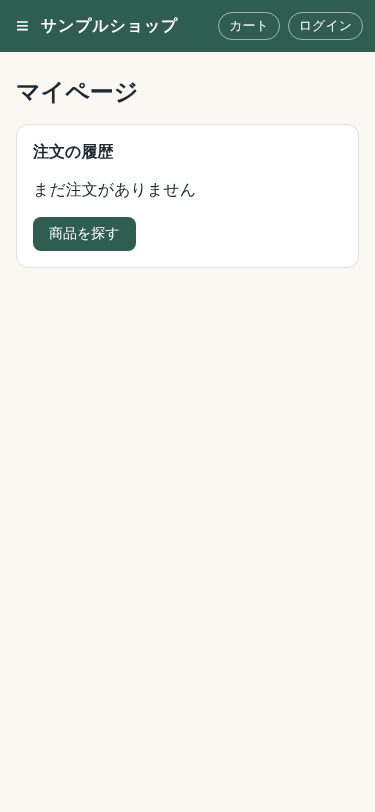 ≡ サンプルショップ カート ログイン
マイページ
注文の履歴
まだ注文がありません
商品を探す